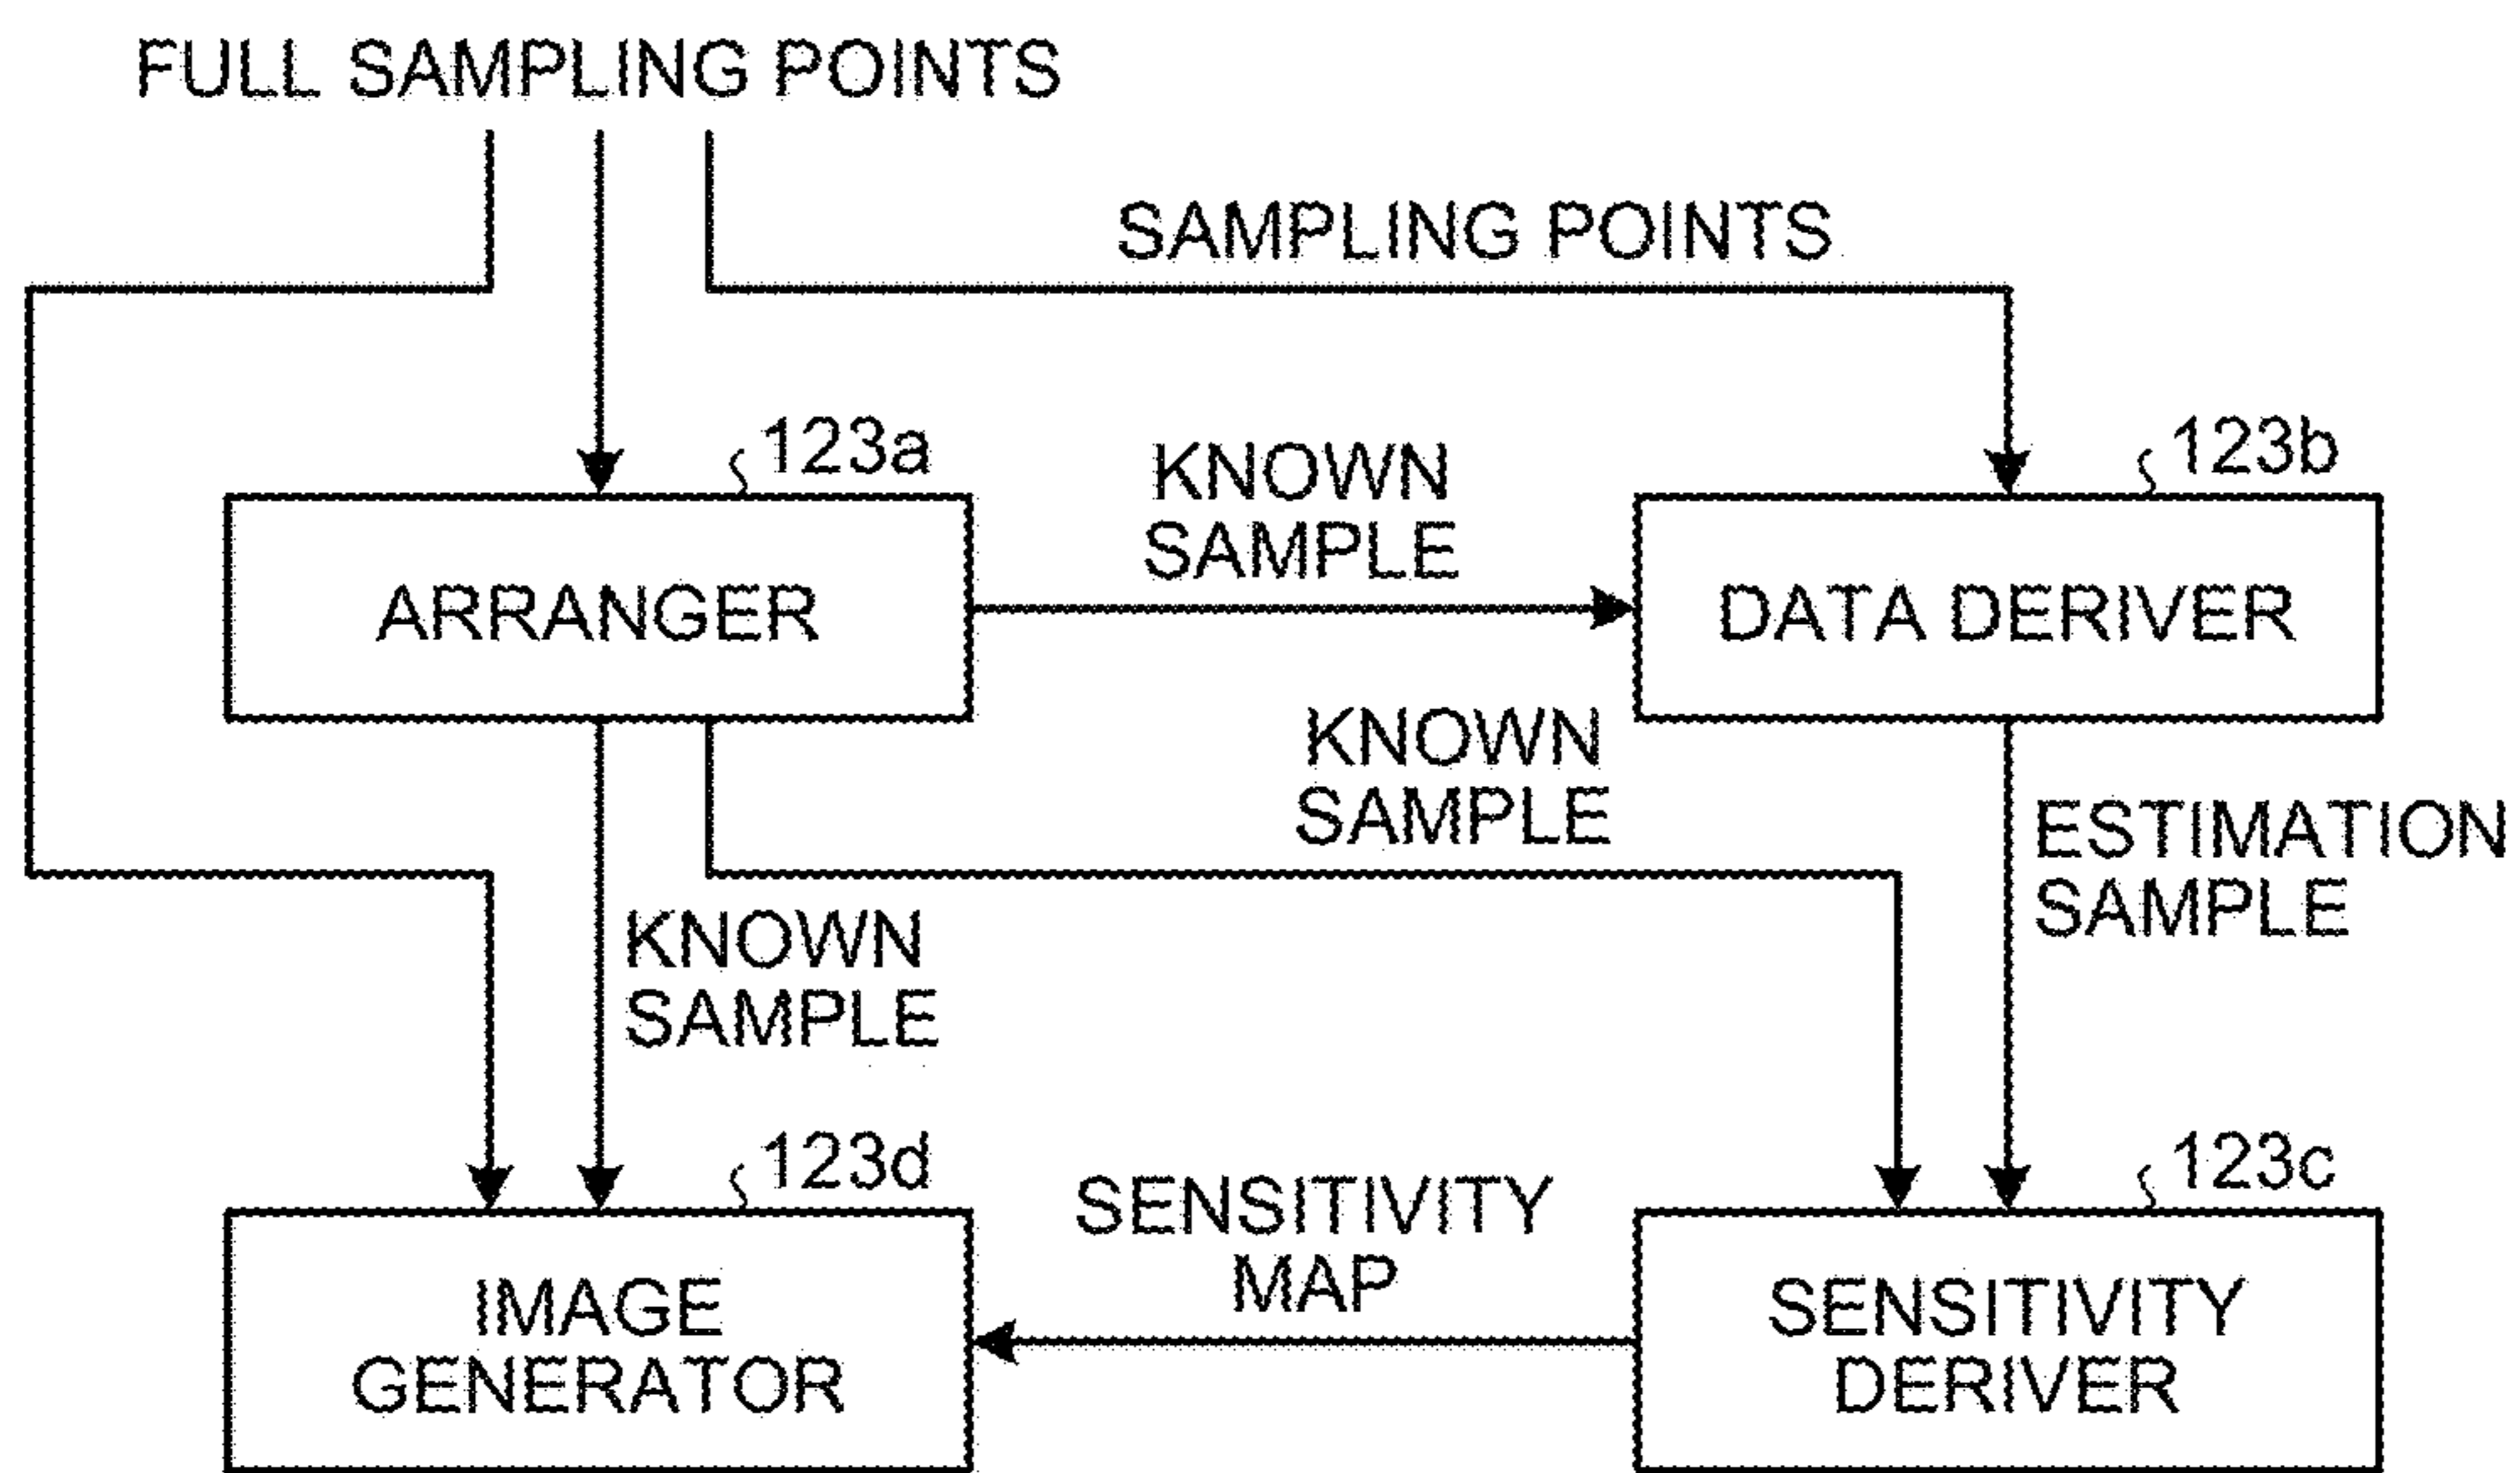 FULL SAMPLING POINTS
SAMPLING POINTS
123a
123b
KNOWN
SAMPLE
ARRANGER
DATA DERIVER
KNOWN
SAMPLE
ESTIMATION
SAMPLE
KNOWN
SAMPLE
123d
123c
SENSITIVITY
MAP
IMAGE
GENERATOR
SENSITIVITY
DERIVER